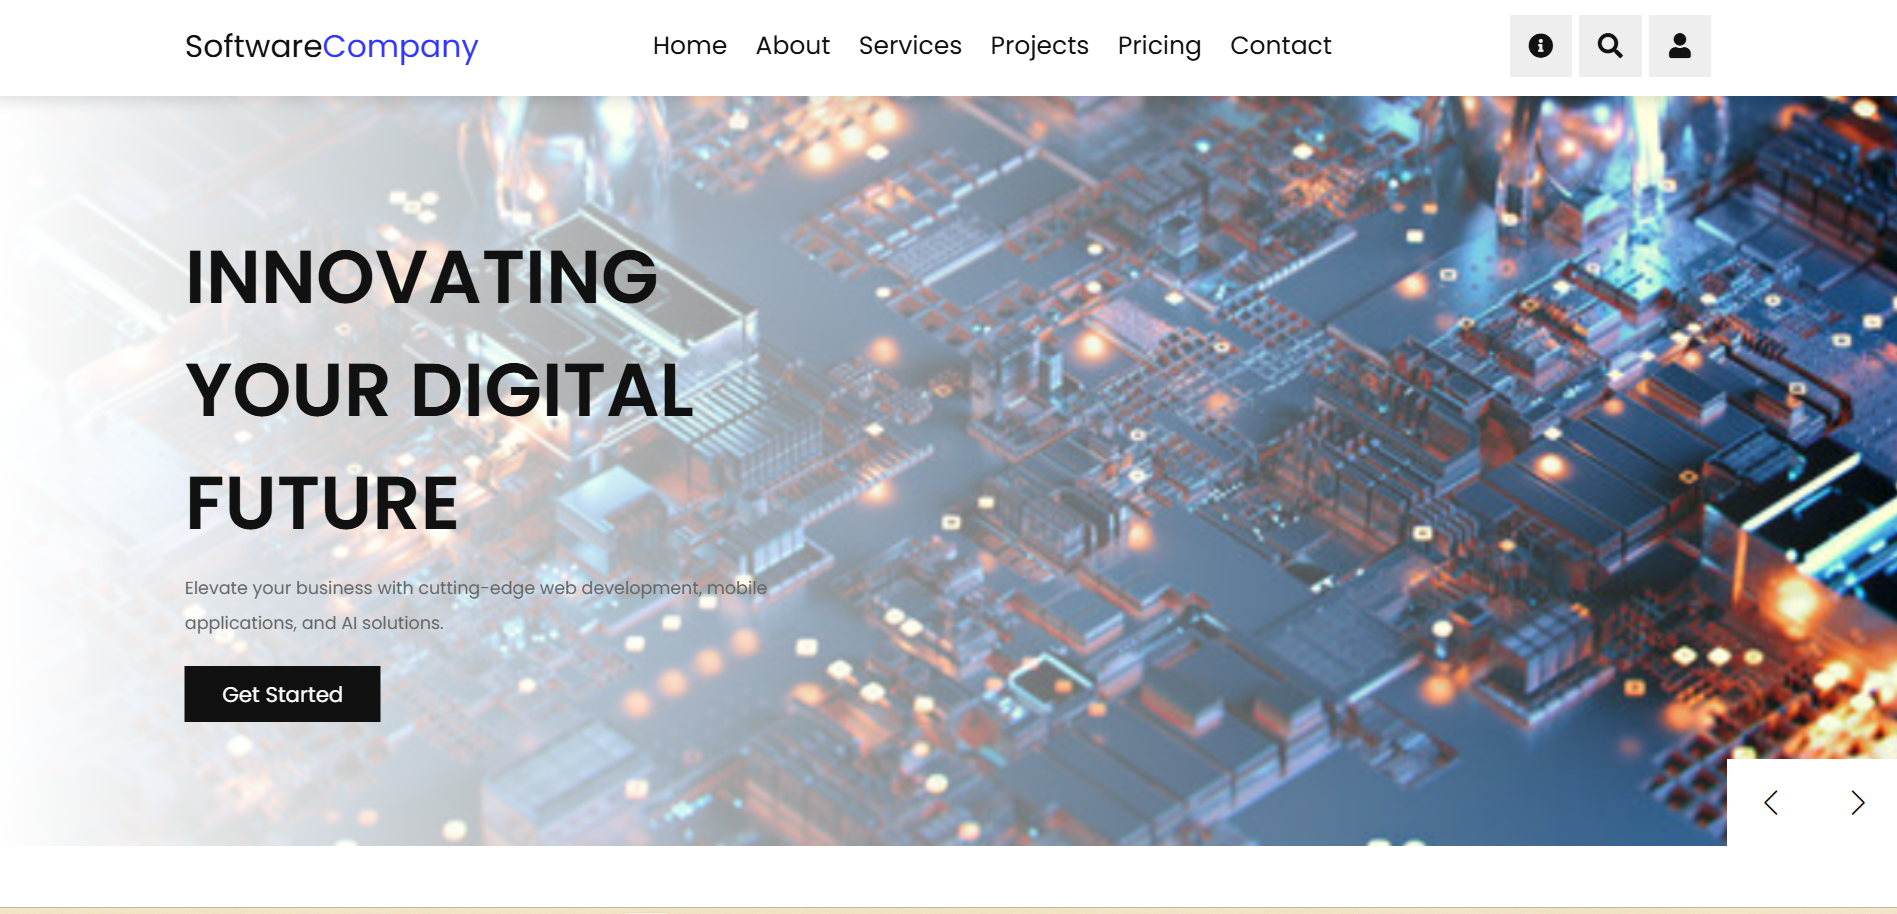 SoftwareCompany
Home About Services Projects Pricing Contact
INNOVATING
YOUR DIGITAL
FUTURE
Elevate your business with cutting-edge web development, mobile
applications, and AI solutions.
Get Started